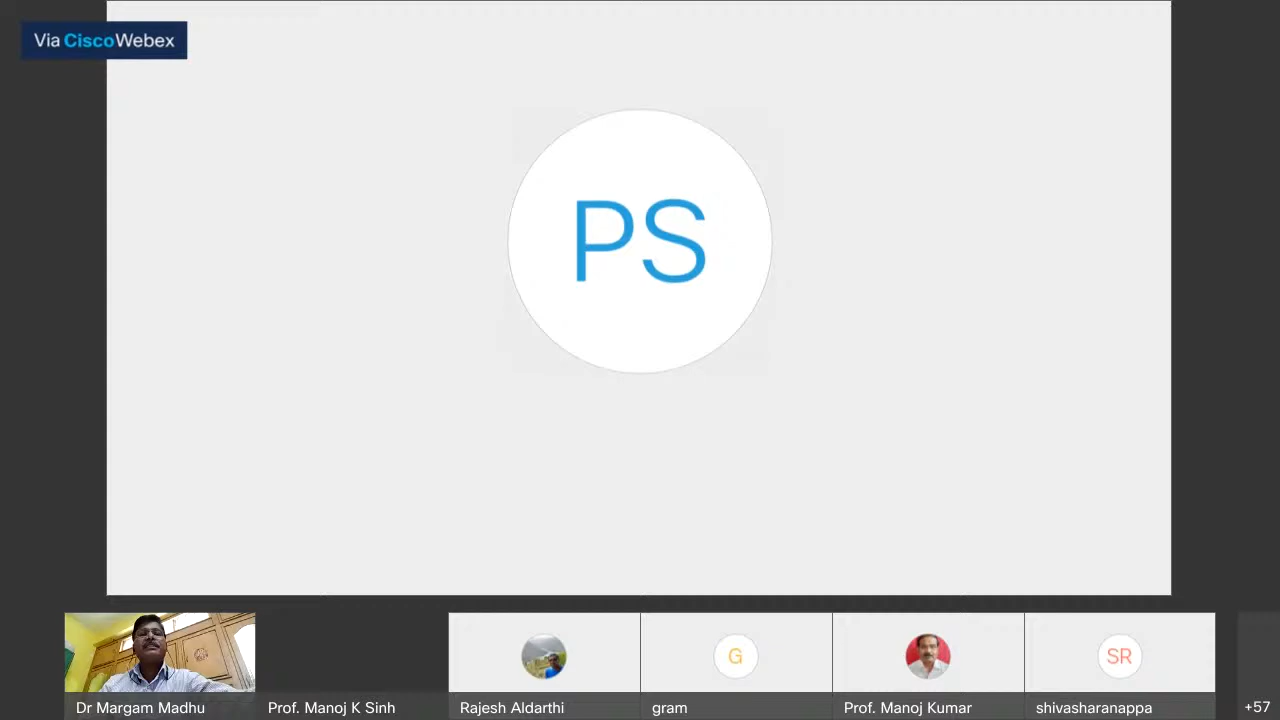 Via CiscoWebex
PS
G
SR
Dr Margam Madhu
Prof. Manoj K Sinh
Rajesh Aldarthi
gram
Prof. Manoj Kumar
shivasharanappa
+57